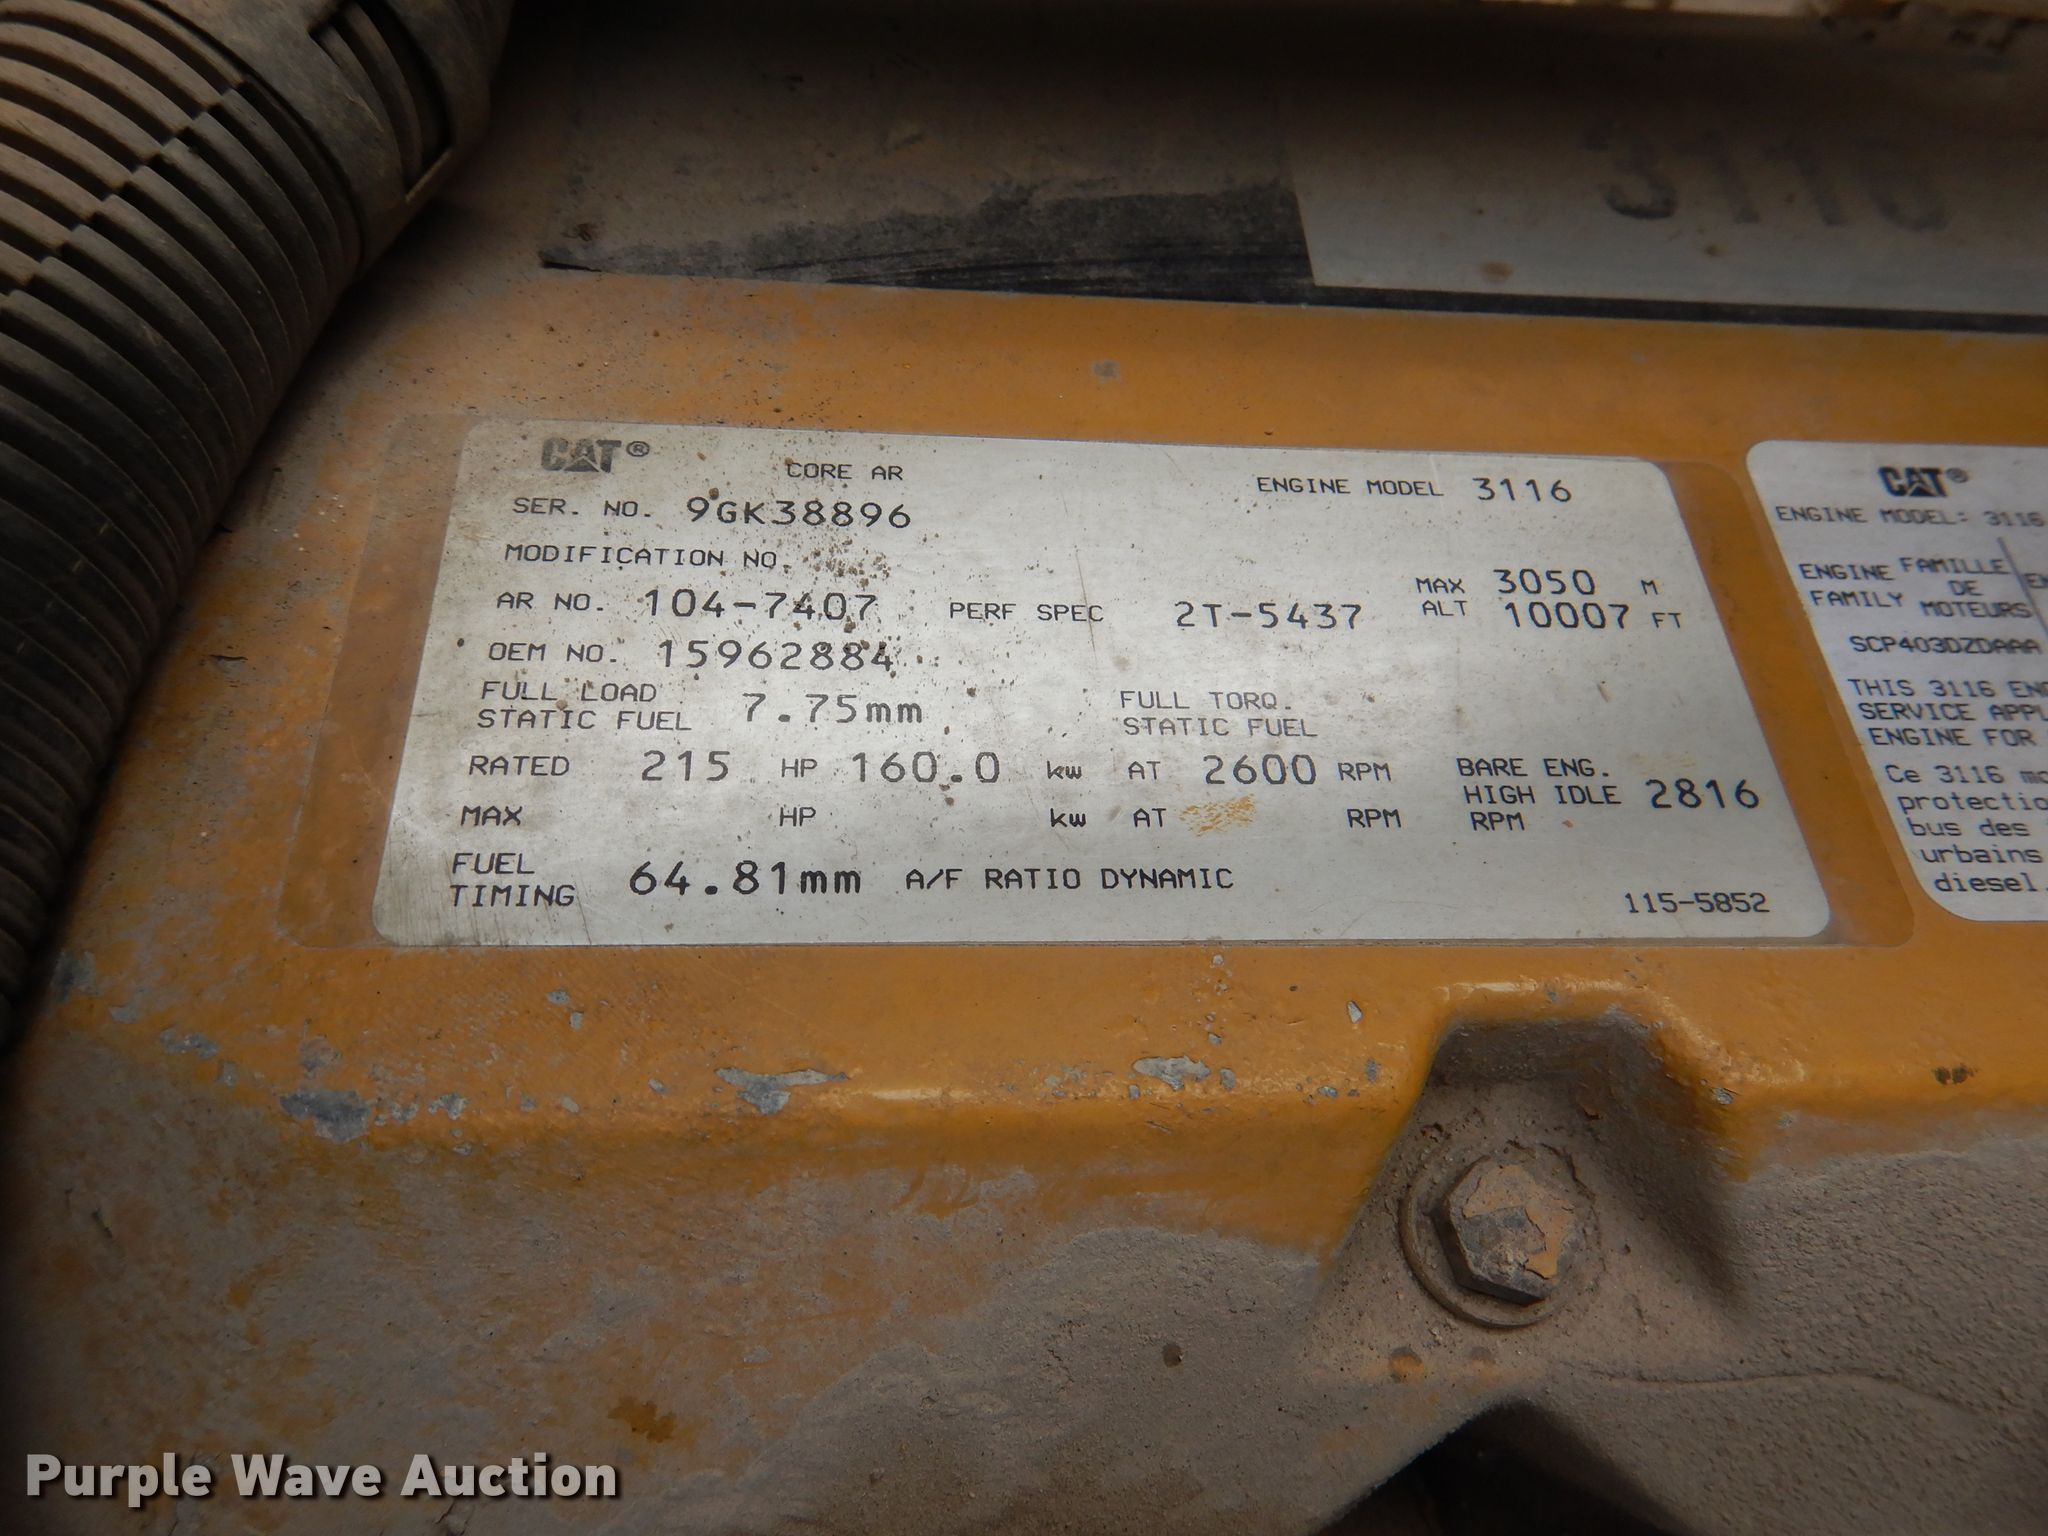 3116
CAT®
CORE AR
ENGINE MODEL 3116
SER. NO. 9GK38896
MODIFICATION NO.
AR NO. 104-7407 PERF SPEC 2T-5437
MAX ALT 3050 M
10007 FT
OEM NO. 15962884
FULL LOAD STATIC FUEL 7.75mm
FULL TORQ. STATIC FUEL
RATED 215 HP 160.0 kw AT 2600 RPM
BARE ENG. HIGH IDLE RPM 2816
MAX HP kw AT RPM
FUEL TIMING 64.81mm A/F RATIO DYNAMIC
115-5852
CAT®
ENGINE MODEL: 3116
ENGINE FAMILY
FAMILLE DE MOTEURS
SCP403DZDAAA
THIS 3116
SERVICE
ENGINE FOR
Ce 3116
bus des
urbains
diesel.
Purple Wave Auction